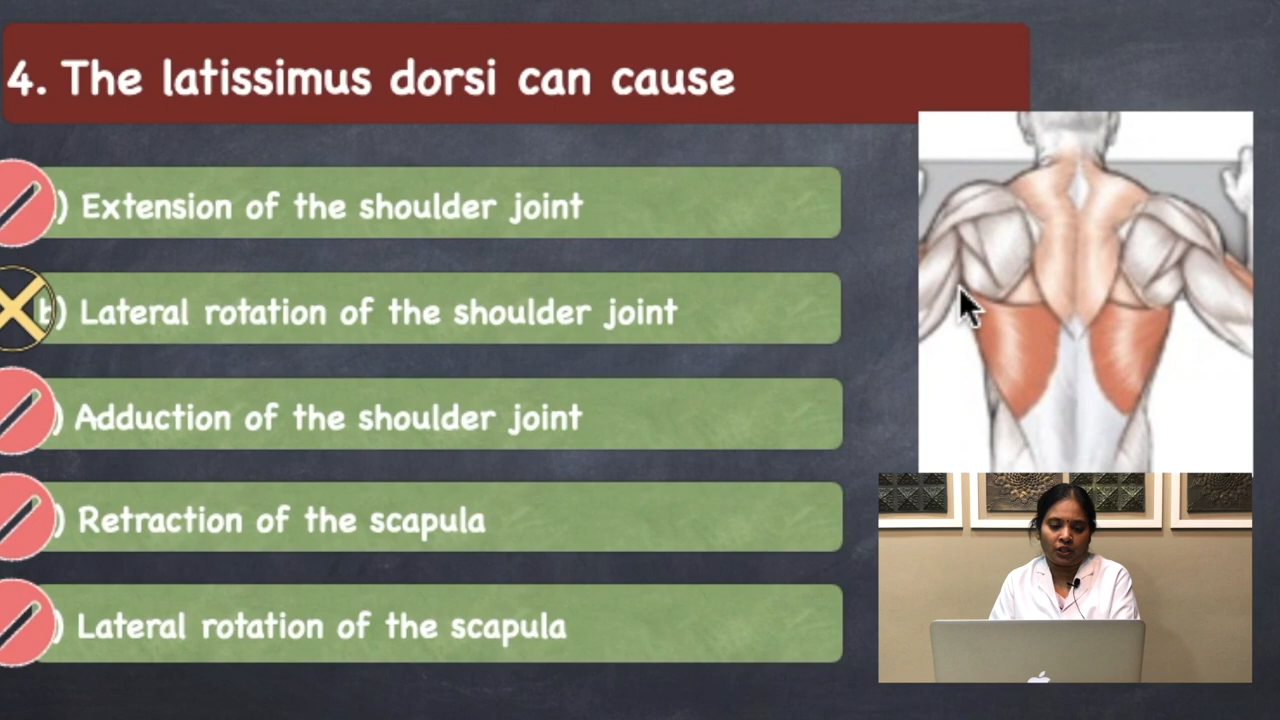 4. The latissimus dorsi can cause
) Extension of the shoulder joint
b) Lateral rotation of the shoulder joint
) Adduction of the shoulder joint
) Retraction of the scapula
) Lateral rotation of the scapula